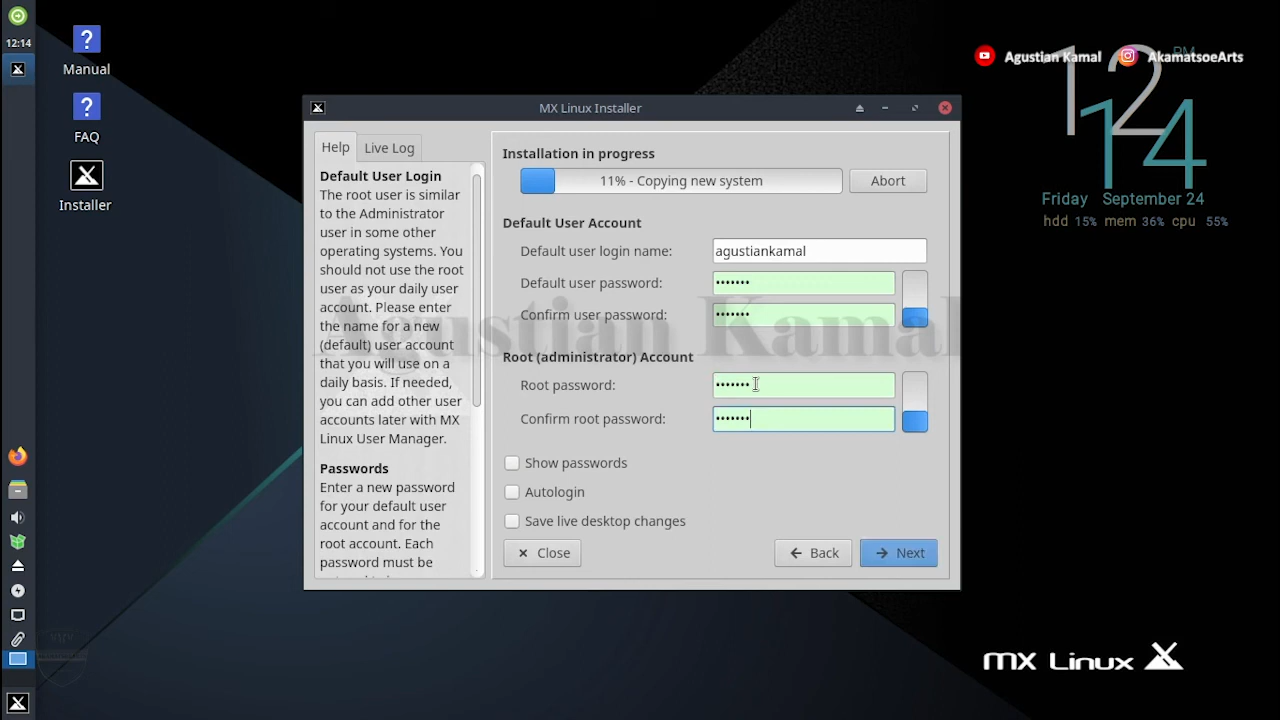 12:14
Manual
FAQ
Installer
Agustian Kamal
AkamatsoeArts
12
PM
14
Friday September 24
hdd 15% mem 36% cpu 55%
MX Linux Installer
Help
Live Log
Default User Login
The root user is similar
to the Administrator
user in some other
operating systems. You
should not use the root
user as your daily user
account. Please enter
the name for a new
(default) user account
that you will use on a
daily basis. If needed,
you can add other user
accounts later with MX
Linux User Manager.
Passwords
Enter a new password
for your default user
account and for the
root account. Each
password must be
Installation in progress
11% - Copying new system
Abort
Default User Account
Default user login name:
agustiankamal
Default user password:
•••••••
Confirm user password:
•••••••
Agustian Kamal
Root (administrator) Account
Root password:
•••••••
Confirm root password:
•••••••
Show passwords
Autologin
Save live desktop changes
Close
Back
Next
MX Linux